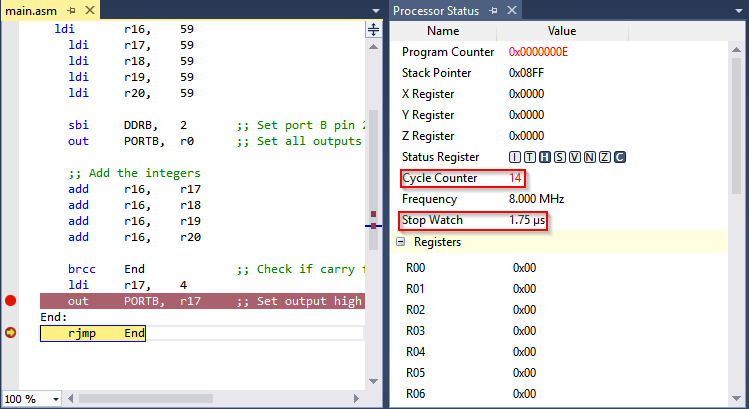 main.asm
ldi r16, 59
ldi r17, 59
ldi r18, 59
ldi r19, 59
ldi r20, 59
sbi DDRB, 2 ;; Set port B pin 2
out PORTB, r0 ;; Set all outputs
;; Add the integers
add r16, r17
add r16, r18
add r16, r19
add r16, r20
brcc End ;; Check if carry f
ldi r17, 4
out PORTB, r17 ;; Set output high
End:
rjmp End
100 %
Processor Status
Name Value
Program Counter 0x0000000E
Stack Pointer 0x08FF
X Register 0x0000
Y Register 0x0000
Z Register 0x0000
Status Register I T H S V N Z C
Cycle Counter 14
Frequency 8.000 MHz
Stop Watch 1.75 µs
Registers
R00 0x00
R01 0x00
R02 0x00
R03 0x00
R04 0x00
R05 0x00
R06 0x00